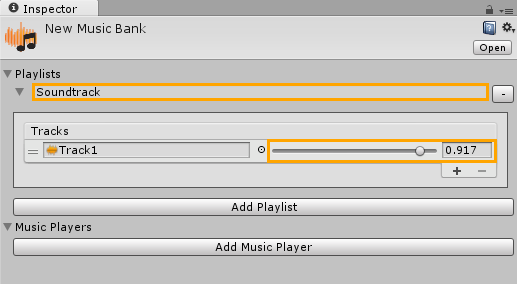 Inspector
New Music Bank
Open
Playlists
Soundtrack
-
Tracks
Track1 0.917
+ −
Add Playlist
Music Players
Add Music Player